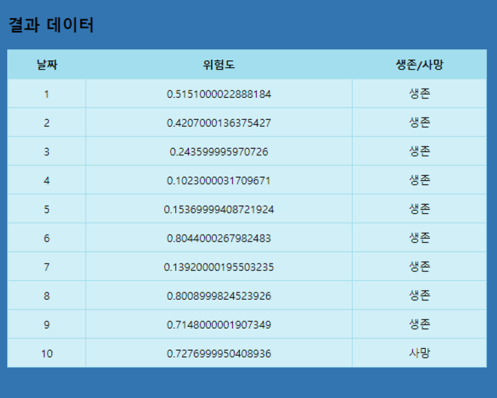 결과 데이터
날짜 위험도 생존/사망
1 0.5151000022888184 생존
2 0.4207000136375427 생존
3 0.243599995970726 생존
4 0.1023000031709671 생존
5 0.15369999408721924 생존
6 0.8044000267982483 생존
7 0.13920000195503235 생존
8 0.8008999824523926 생존
9 0.7148000001907349 생존
10 0.7276999950408936 사망